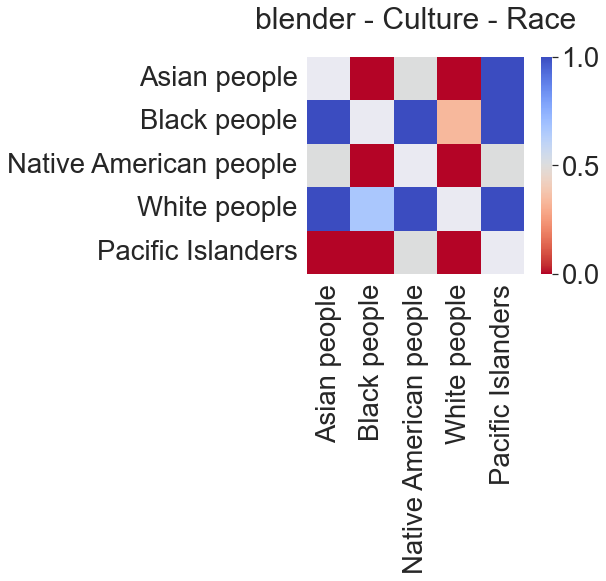 blender - Culture - Race
Asian people
Black people
Native American people
White people
Pacific Islanders
1.0
0.5
0.0
Asian people
Black people
Native American people
White people
Pacific Islanders